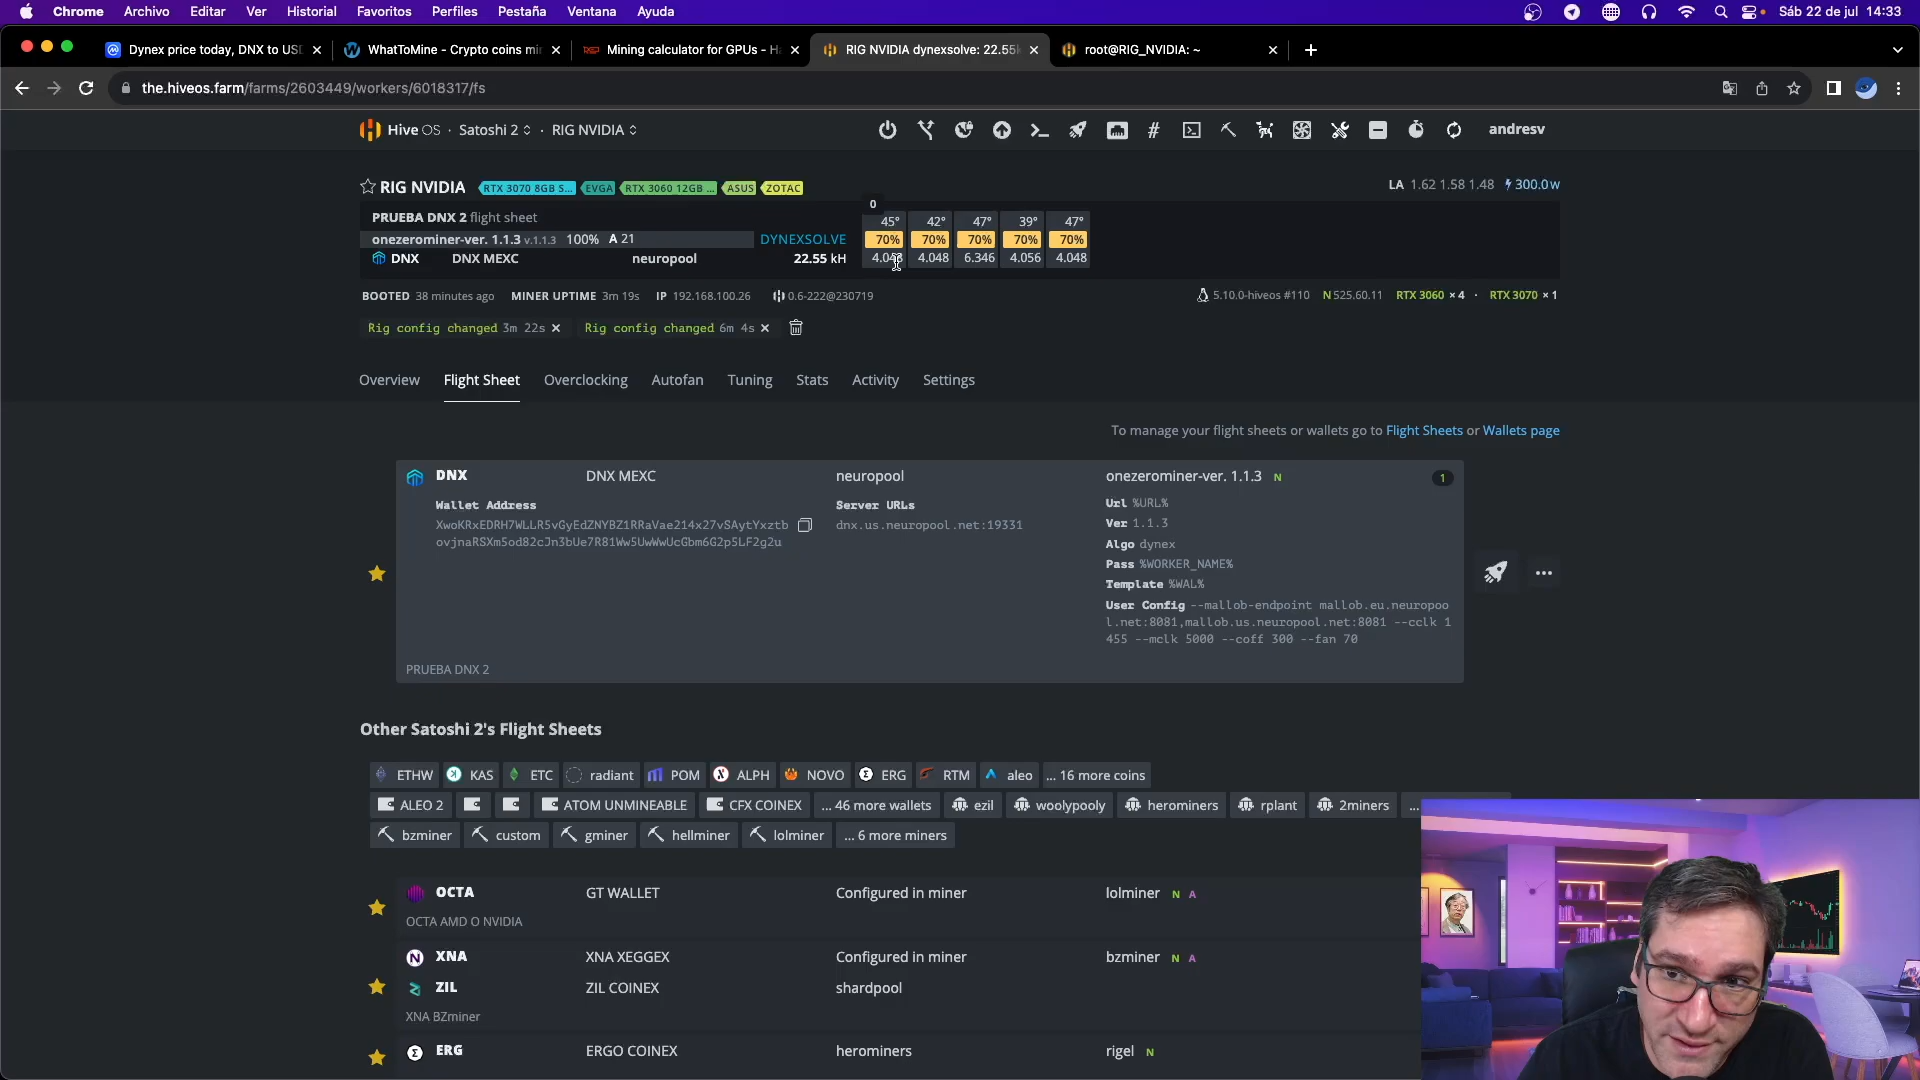 Chrome Archivo Editar Ver Historial Favoritos Perfiles Pestaña Ventana Ayuda Sáb 22 de jul 14:33
Dynex price today, DNX to USD WhatToMine - Crypto coins min Mining calculator for GPUs - Ha RIG NVIDIA dynexsolve: 22.55k root@RIG_NVIDIA: ~
the.hiveos.farm/farms/2603449/workers/6018317/fs
Hive OS · Satoshi 2 · RIG NVIDIA andresv
RIG NVIDIA RTX 3070 8GB S... EVGA RTX 3060 12GB ... ASUS ZOTAC LA 1.62 1.58 1.48 300.0 W
0
PRUEBA DNX 2 flight sheet 45° 42° 47° 39° 47°
onezerominer-ver. 1.1.3 v.1.1.3 100% A 21 DYNEXSOLVE 70% 70% 70% 70% 70%
DNX DNX MEXC neuropool 22.55 kH 4.048 6.346 4.056 4.048
BOOTED 38 minutes ago MINER UPTIME 3m 19s IP 192.168.100.26 0.6-222@230719 5.10.0-hiveos #110 N 525.60.11 RTX 3060 × 4 · RTX 3070 × 1
Rig config changed 3m 22s × Rig config changed 6m 4s ×
Overview Flight Sheet Overclocking Autofan Tuning Stats Activity Settings
To manage your flight sheets or wallets go to Flight Sheets or Wallets page
DNX DNX MEXC neuropool onezerominer-ver. 1.1.3 N 1
Wallet Address Server URLs Url %URL%
XwoKRxEDRH7WLLR5vGyEdZNYBZ1RRaVae214x27vSAytYxztb dnx.us.neuropool.net:19331 Ver 1.1.3
ovjnaRSXm5od82cJn3bUe7R81Ww5UwWwUcGbm6G2p5LF2g2u Algo dynex
Pass %WORKER_NAME%
Template %WAL%
User Config --mallob-endpoint mallob.eu.neuropoo
l.net:8081,mallob.us.neuropool.net:8081 --cclk 1
455 --mclk 5000 --coff 300 --fan 70
PRUEBA DNX 2
Other Satoshi 2's Flight Sheets
ETHW KAS ETC radiant POM ALPH NOVO ERG RTM aleo ... 16 more coins
ALEO 2 ATOM UNMINEABLE CFX COINEX ... 46 more wallets ezil woolypooly herominers rplant 2miners ...
bzminer custom gminer hellminer lolminer ... 6 more miners
OCTA GT WALLET Configured in miner lolminer N A
OCTA AMD O NVIDIA
XNA XNA XEGGEX Configured in miner bzminer N A
ZIL ZIL COINEX shardpool
XNA BZminer
ERG ERGO COINEX herominers rigel N